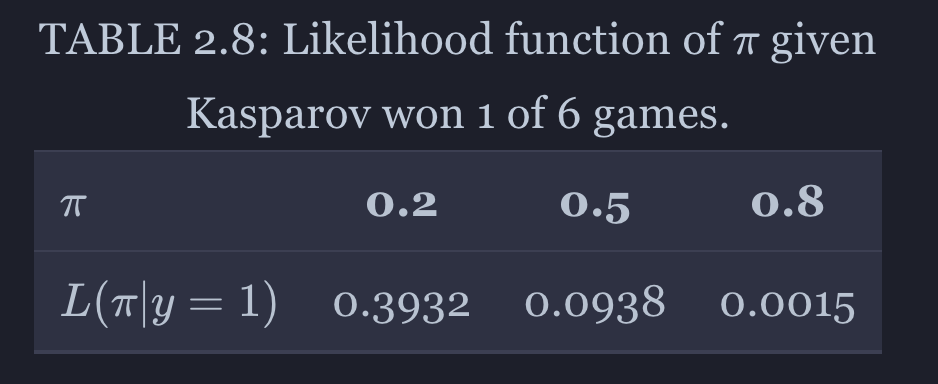 TABLE 2.8: Likelihood function of π given
Kasparov won 1 of 6 games.
π 0.2 0.5 0.8
L(π|y = 1) 0.3932 0.0938 0.0015